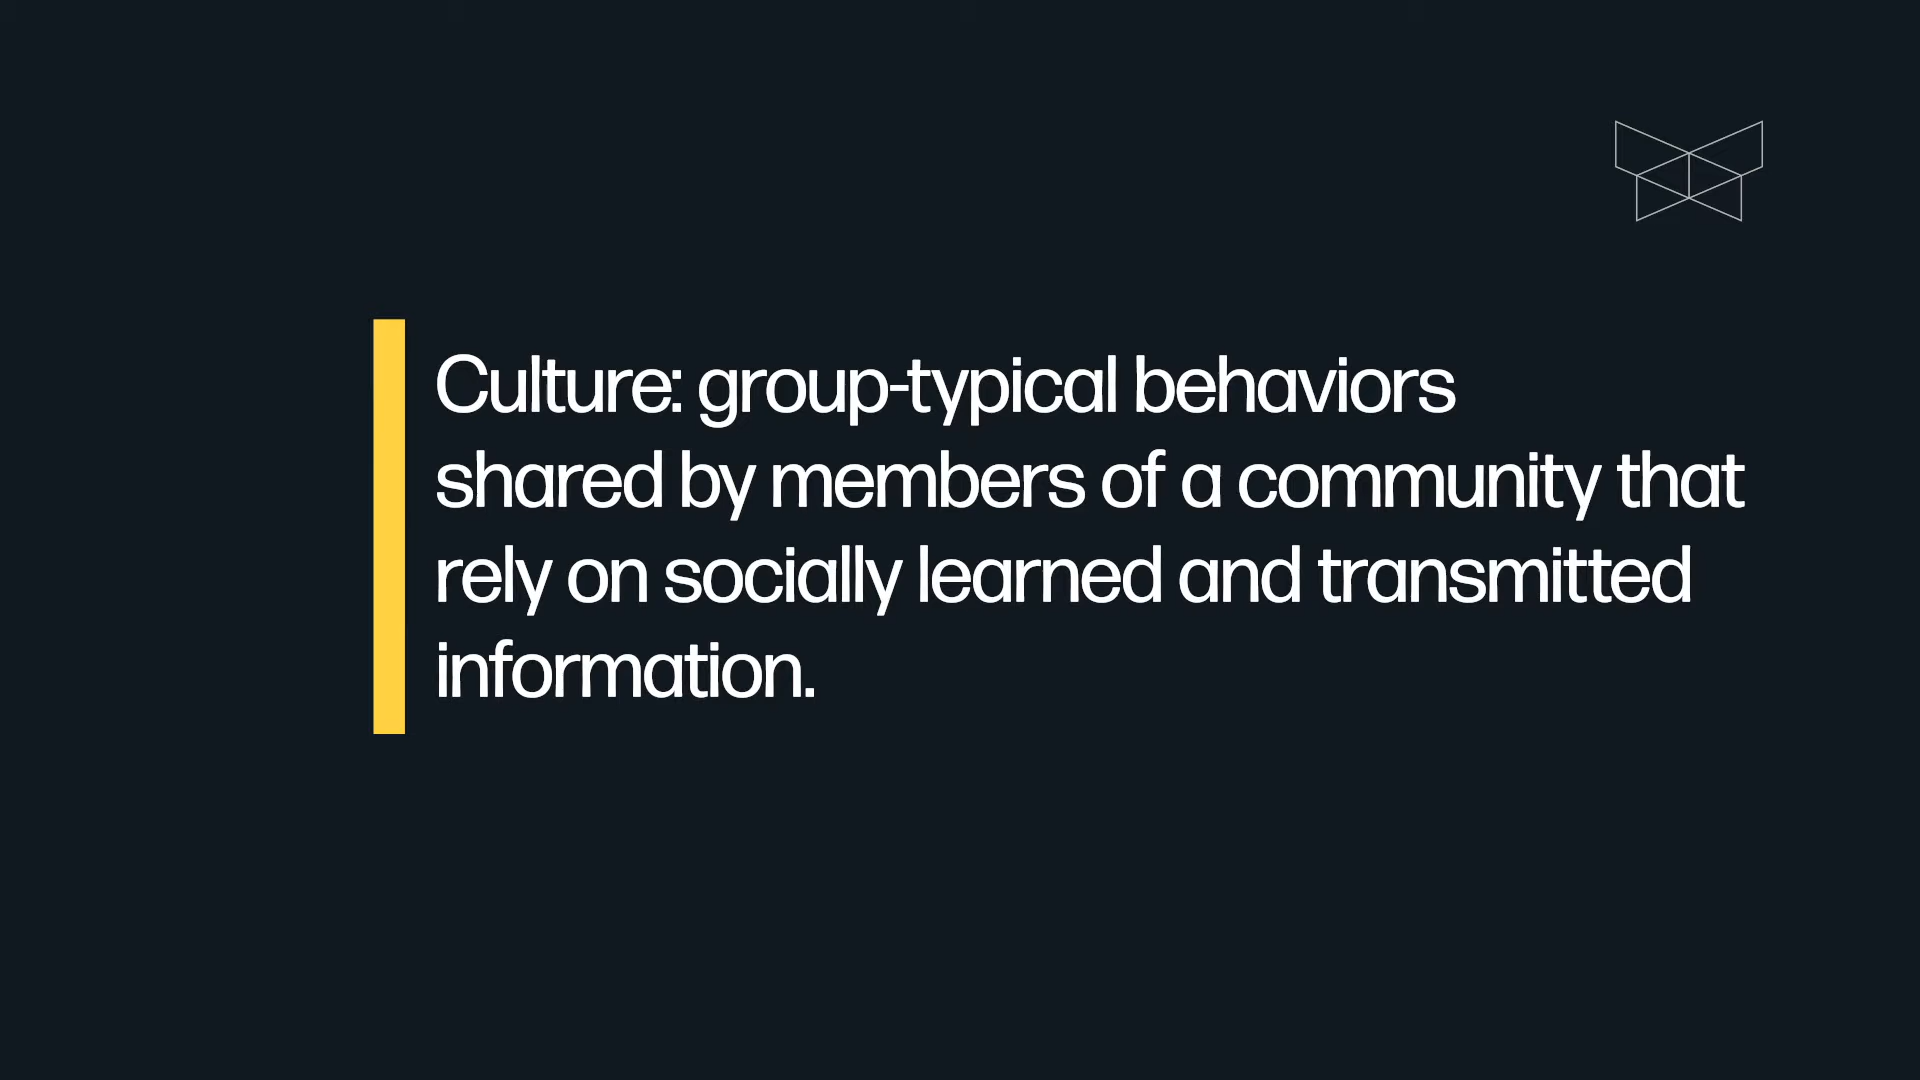 Culture: group-typical behaviors
shared by members of a community that
rely on socially learned and transmitted
information.